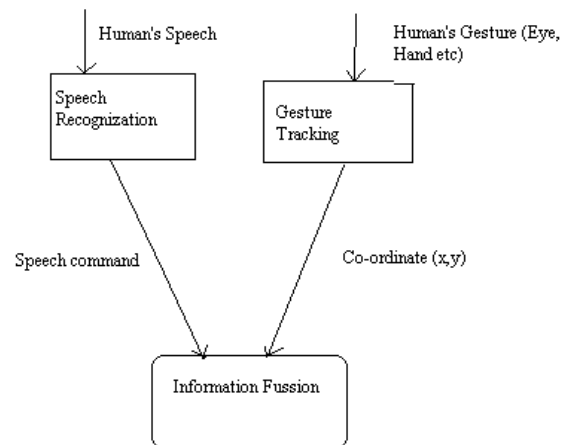 Human's Speech
Human's Gesture (Eye,
Hand etc)
Speech
Recognization
Gesture
Tracking
Speech command
Co-ordinate (x,y)
Information Fussion